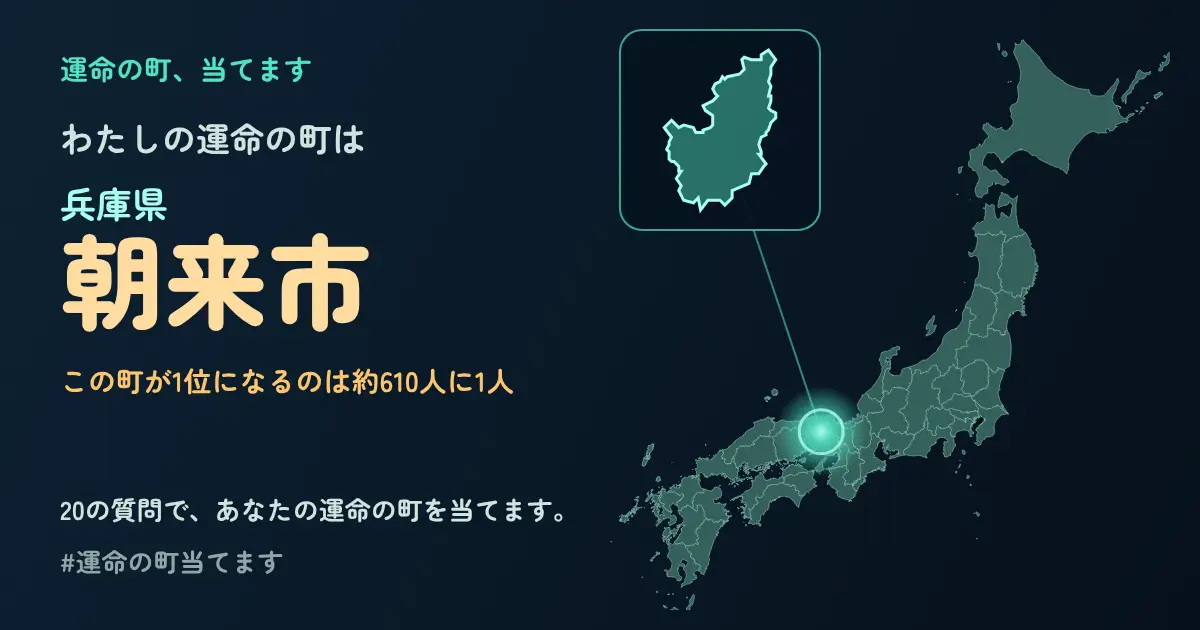 運命の町、当てます
わたしの運命の町は
兵庫県
朝来市
この町が1位になるのは約610人に1人
20の質問で、あなたの運命の町を当てます。
#運命の町当てます